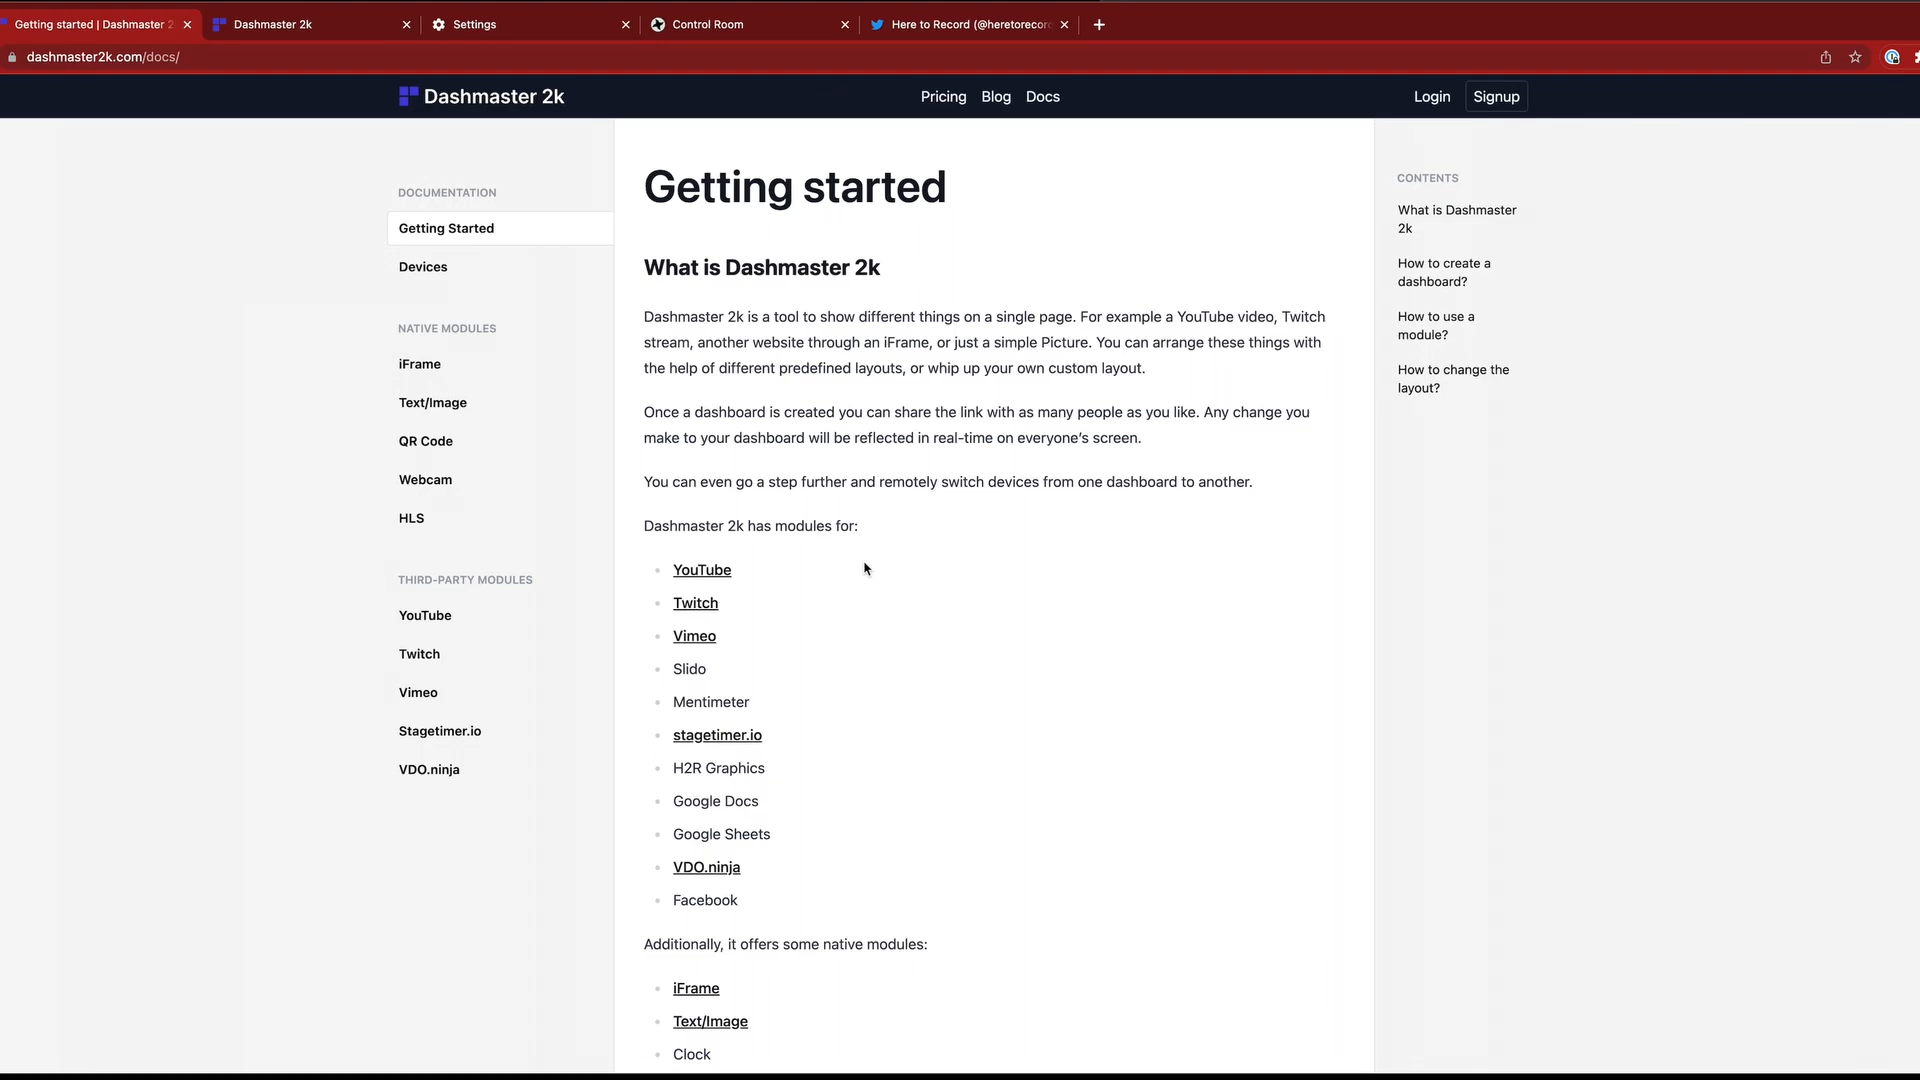 Getting started | Dashmaster 2
Dashmaster 2k
Settings
Control Room
Here to Record (@heretorecor
dashmaster2k.com/docs/
Dashmaster 2k
Pricing
Blog
Docs
Login
Signup
DOCUMENTATION
Getting Started
Devices
NATIVE MODULES
iFrame
Text/Image
QR Code
Webcam
HLS
THIRD-PARTY MODULES
YouTube
Twitch
Vimeo
Stagetimer.io
VDO.ninja
Getting started
What is Dashmaster 2k
Dashmaster 2k is a tool to show different things on a single page. For example a YouTube video, Twitch
stream, another website through an iFrame, or just a simple Picture. You can arrange these things with
the help of different predefined layouts, or whip up your own custom layout.
Once a dashboard is created you can share the link with as many people as you like. Any change you
make to your dashboard will be reflected in real-time on everyone's screen.
You can even go a step further and remotely switch devices from one dashboard to another.
Dashmaster 2k has modules for:
YouTube
Twitch
Vimeo
Slido
Mentimeter
stagetimer.io
H2R Graphics
Google Docs
Google Sheets
VDO.ninja
Facebook
Additionally, it offers some native modules:
iFrame
Text/Image
Clock
CONTENTS
What is Dashmaster
2k
How to create a
dashboard?
How to use a
module?
How to change the
layout?